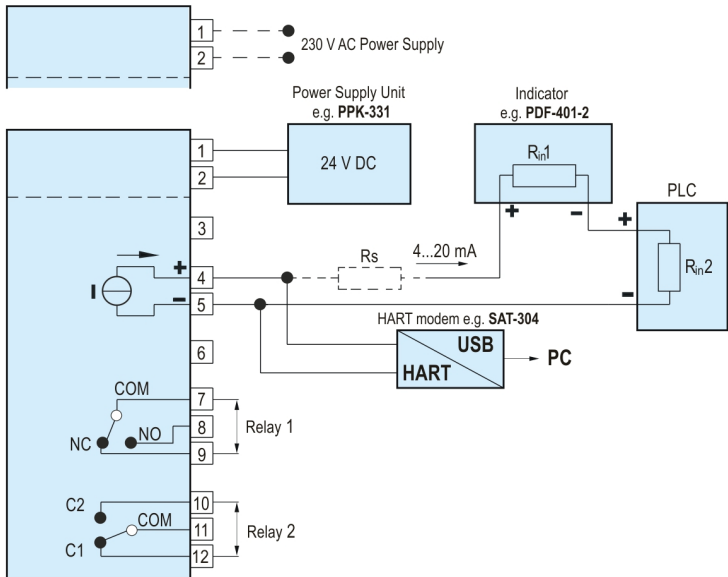 1
2
230 V AC Power Supply
Power Supply Unit
e.g. PPK-331
Indicator
e.g. PDF-401-2
1
2
24 V DC
Rin1
+
-
PLC
+
-
Rin2
3
I
+
-
4
5
Rs
4...20 mA
HART modem e.g. SAT-304
USB
HART
PC
6
COM
NC
NO
7
8
9
Relay 1
C2
C1
COM
10
11
12
Relay 2